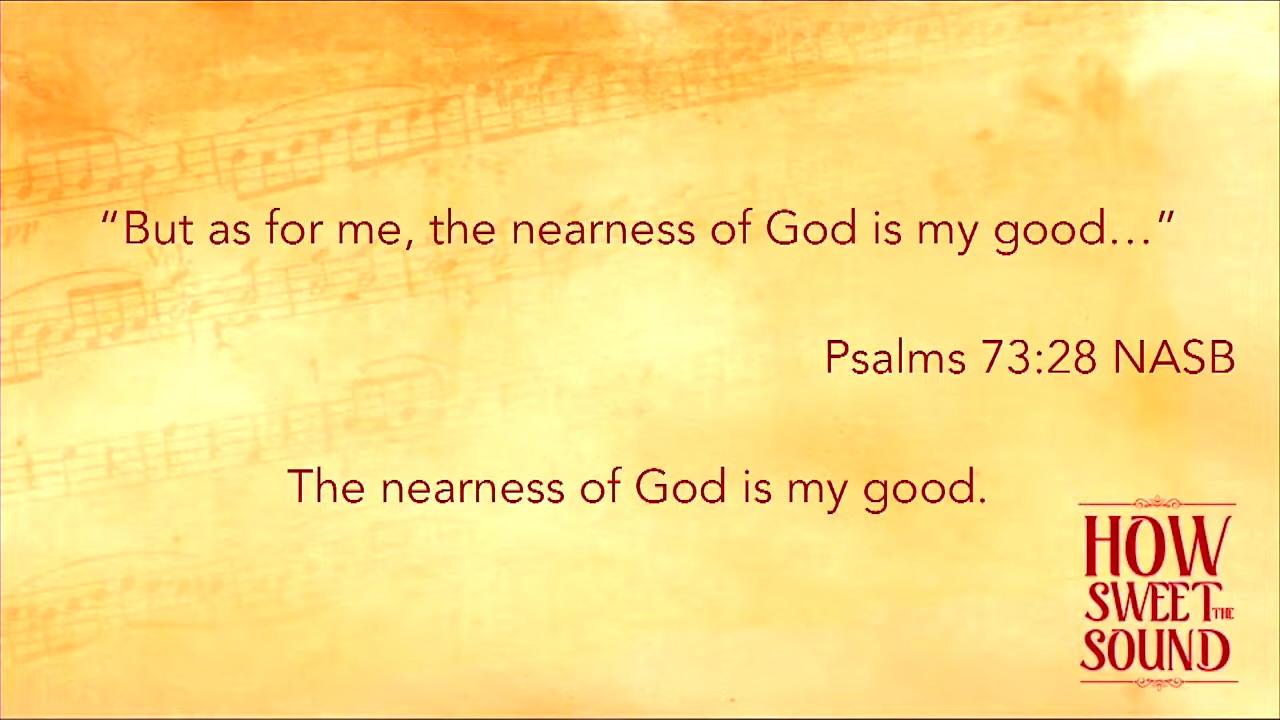 “But as for me, the nearness of God is my good…”
Psalms 73:28 NASB
The nearness of God is my good.
HOW
SWEET THE
SOUND